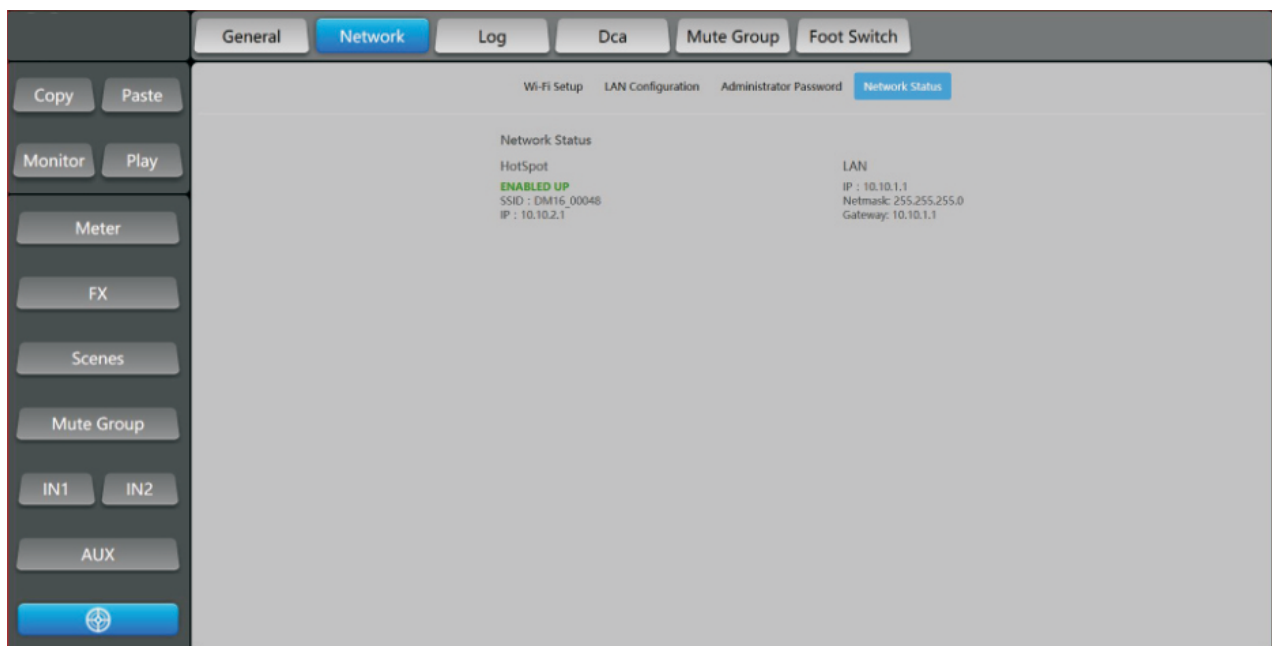 General Network Log Dca Mute Group Foot Switch
Copy Paste
Monitor Play
Meter
FX
Scenes
Mute Group
IN1 IN2
AUX
Wi-Fi Setup LAN Configuration Administrator Password Network Status
Network Status
HotSpot
ENABLED UP
SSID : DM16_00048
IP : 10.10.2.1
LAN
IP : 10.10.1.1
Netmask: 255.255.255.0
Gateway: 10.10.1.1